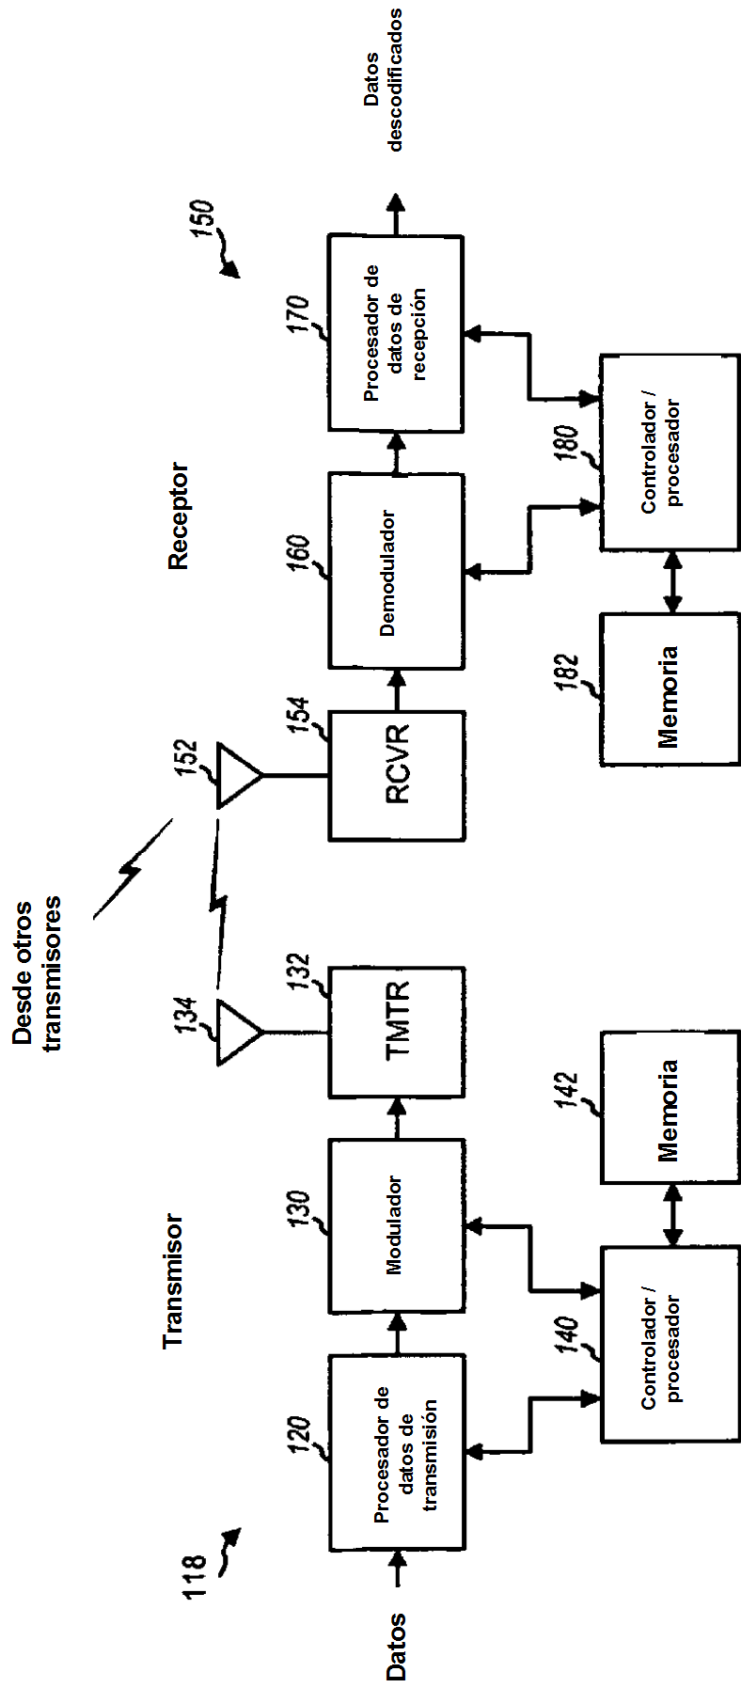 Desde otros
transmisores
Transmisor
Receptor
118
134
152
150
120
130
132
154
160
170
Datos
Procesador de
datos de
transmisión
Modulador
TMTR
RCVR
Demodulador
Procesador de
datos de
recepción
Datos
descodificados
140
142
182
180
Controlador /
procesador
Memoria
Memoria
Controlador /
procesador